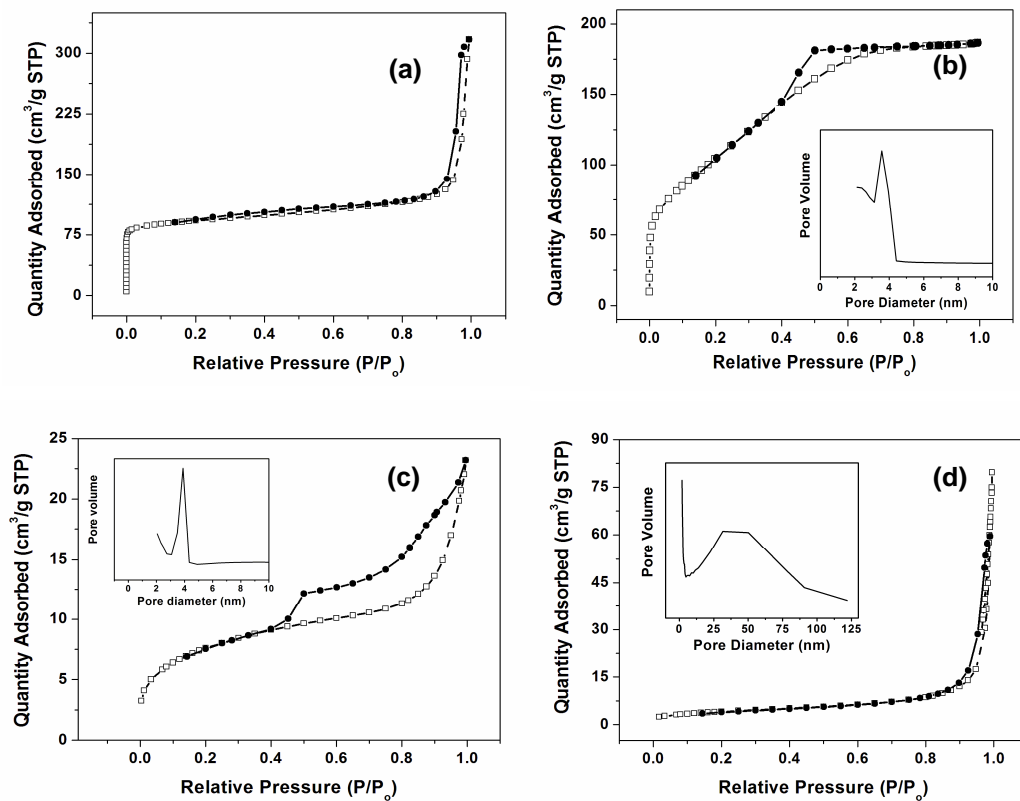 (a)
Quantity Adsorbed (cm³/g STP)
300
225
150
75
0
0.0 0.2 0.4 0.6 0.8 1.0
Relative Pressure (P/Pₒ)
(b)
Quantity Adsorbed (cm³/g STP)
200
150
100
50
0
0.0 0.2 0.4 0.6 0.8 1.0
Relative Pressure (P/Pₒ)
Pore Volume
0 2 4 6 8 10
Pore Diameter (nm)
(c)
Quantity Adsorbed (cm³/g STP)
25
20
15
10
5
0
0.0 0.2 0.4 0.6 0.8 1.0
Relative Pressure (P/Pₒ)
Pore volume
0 2 4 6 8 10
Pore diameter (nm)
(d)
Quantity Adsorbed (cm³/g STP)
90
75
60
45
30
15
0
0.0 0.2 0.4 0.6 0.8 1.0
Relative Pressure (P/Pₒ)
Pore Volume
0 25 50 75 100 125
Pore Diameter (nm)